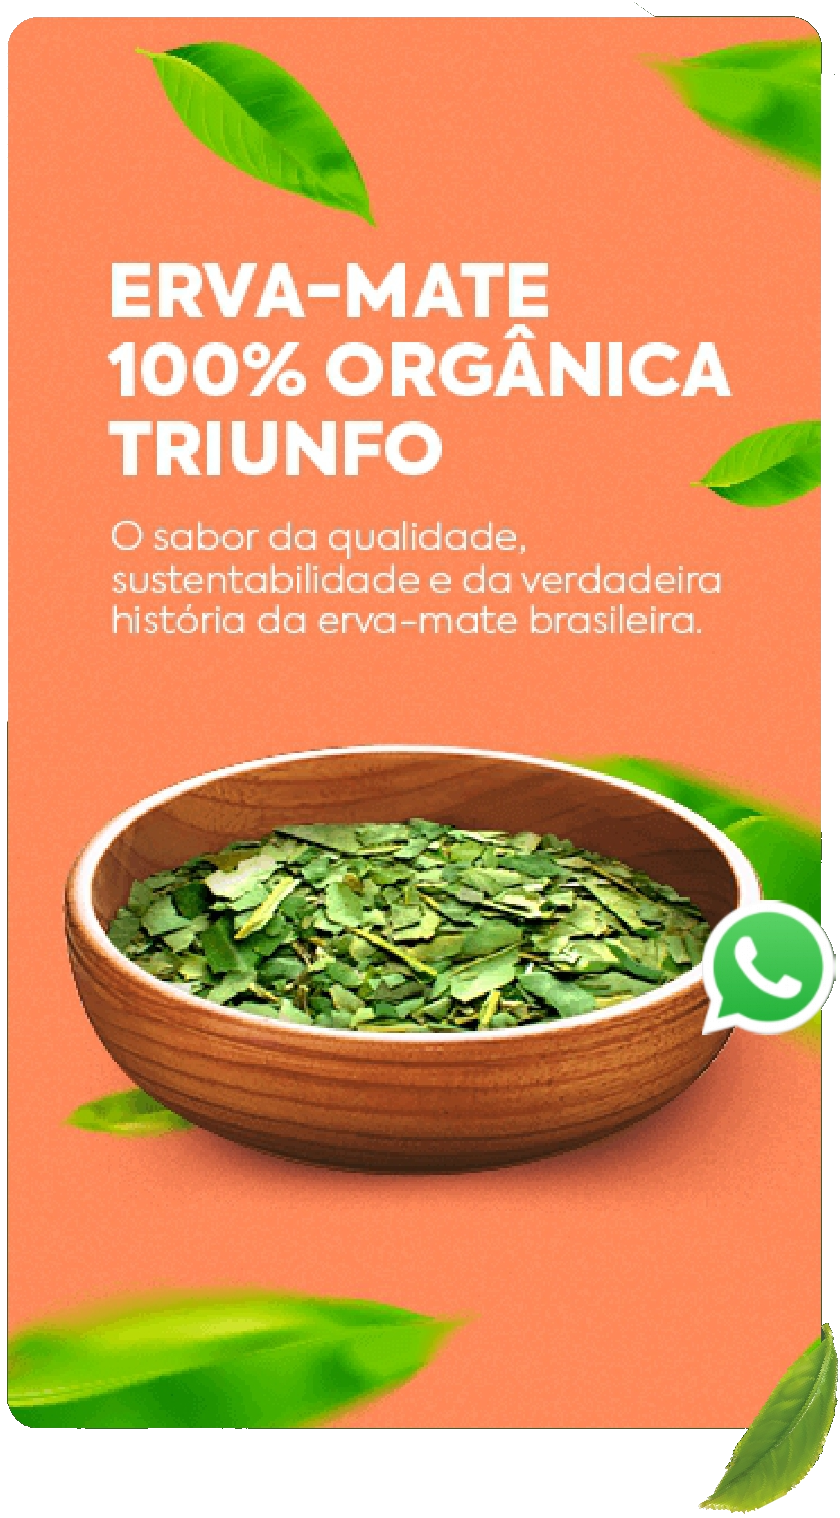 ERVA-MATE
100% ORGÂNICA
TRIUNFO
O sabor da qualidade,
sustentabilidade e da verdadeira
história da erva-mate brasileira.